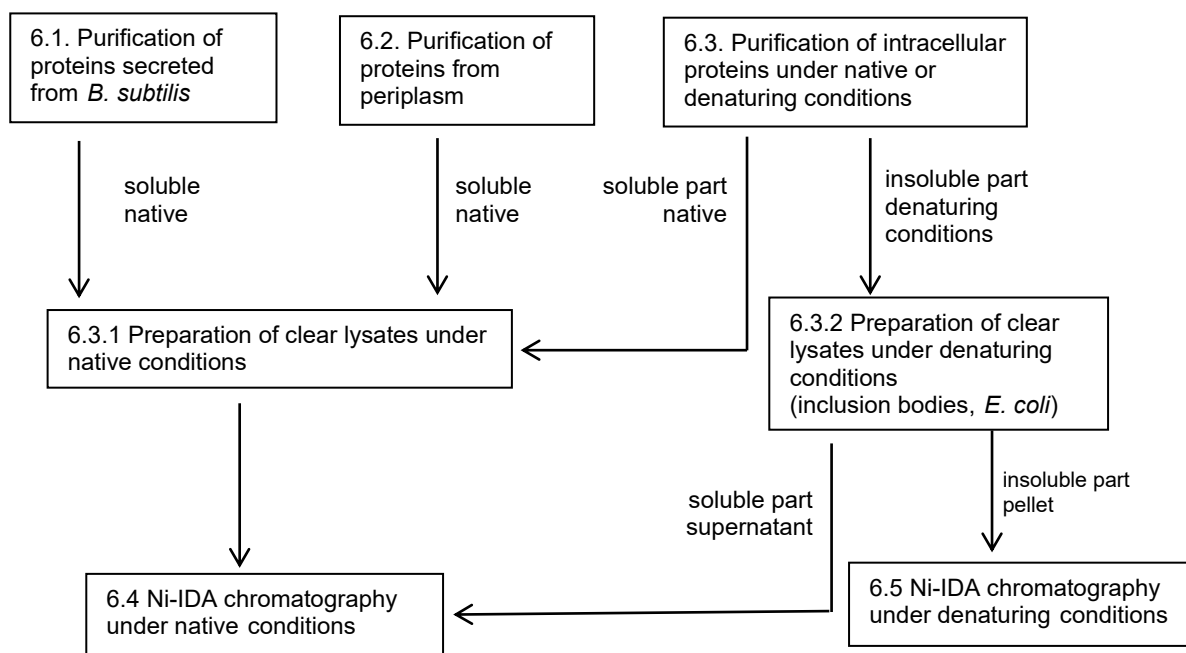 6.1. Purification of
proteins secreted
from B. subtilis
6.2. Purification of
proteins from
periplasm
6.3. Purification of intracellular
proteins under native or
denaturing conditions
soluble
native
soluble
native
soluble part
native
insoluble part
denaturing
conditions
6.3.1 Preparation of clear lysates under
native conditions
6.3.2 Preparation of clear
lysates under denaturing
conditions
(inclusion bodies, E. coli)
soluble part
supernatant
insoluble part
pellet
6.4 Ni-IDA chromatography
under native conditions
6.5 Ni-IDA chromatography
under denaturing conditions